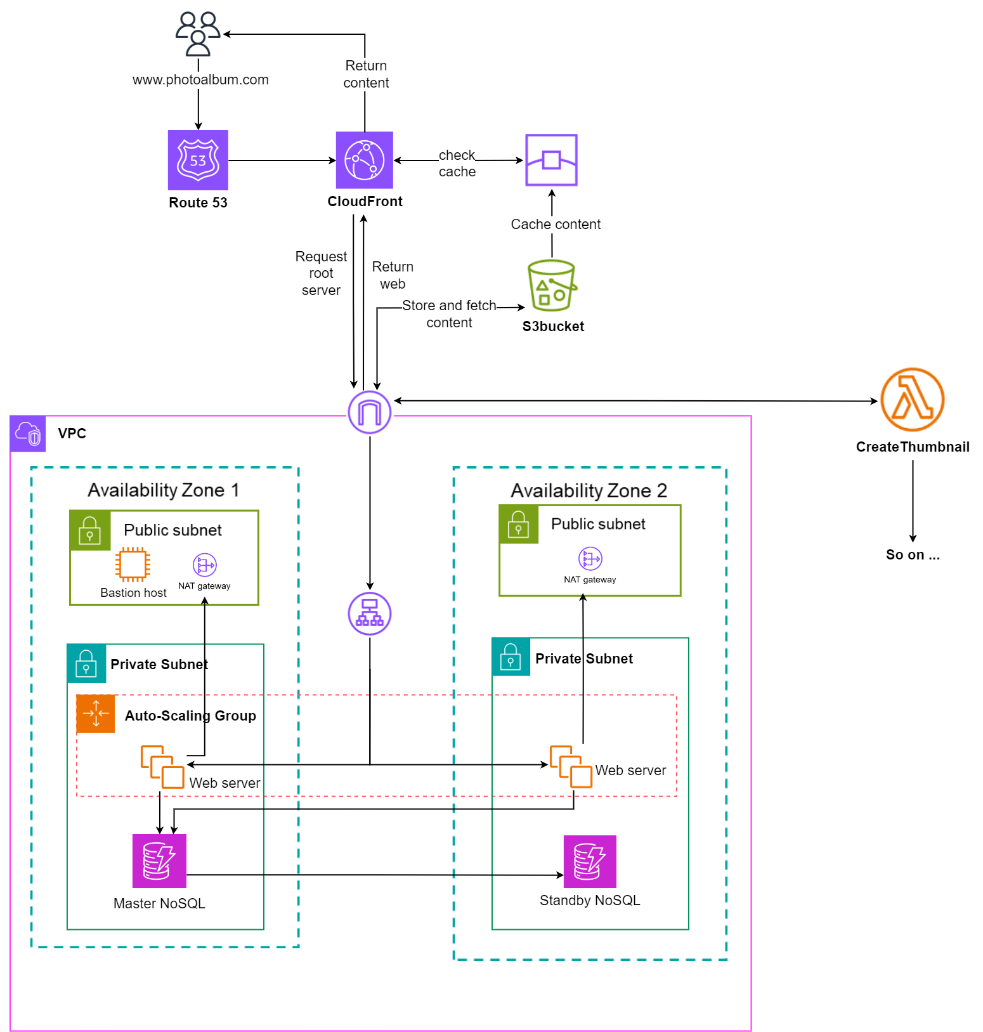 www.photoalbum.com
Return
content
53
Route 53
CloudFront
check
cache
Cache content
Request
root
server
Return
web
Store and fetch
content
S3bucket
CreateThumbnail
So on ...
VPC
Availability Zone 1
Public subnet
Bastion host
NAT gateway
Availability Zone 2
Public subnet
NAT gateway
Private Subnet
Private Subnet
Auto-Scaling Group
Web server
Web server
Master NoSQL
Standby NoSQL